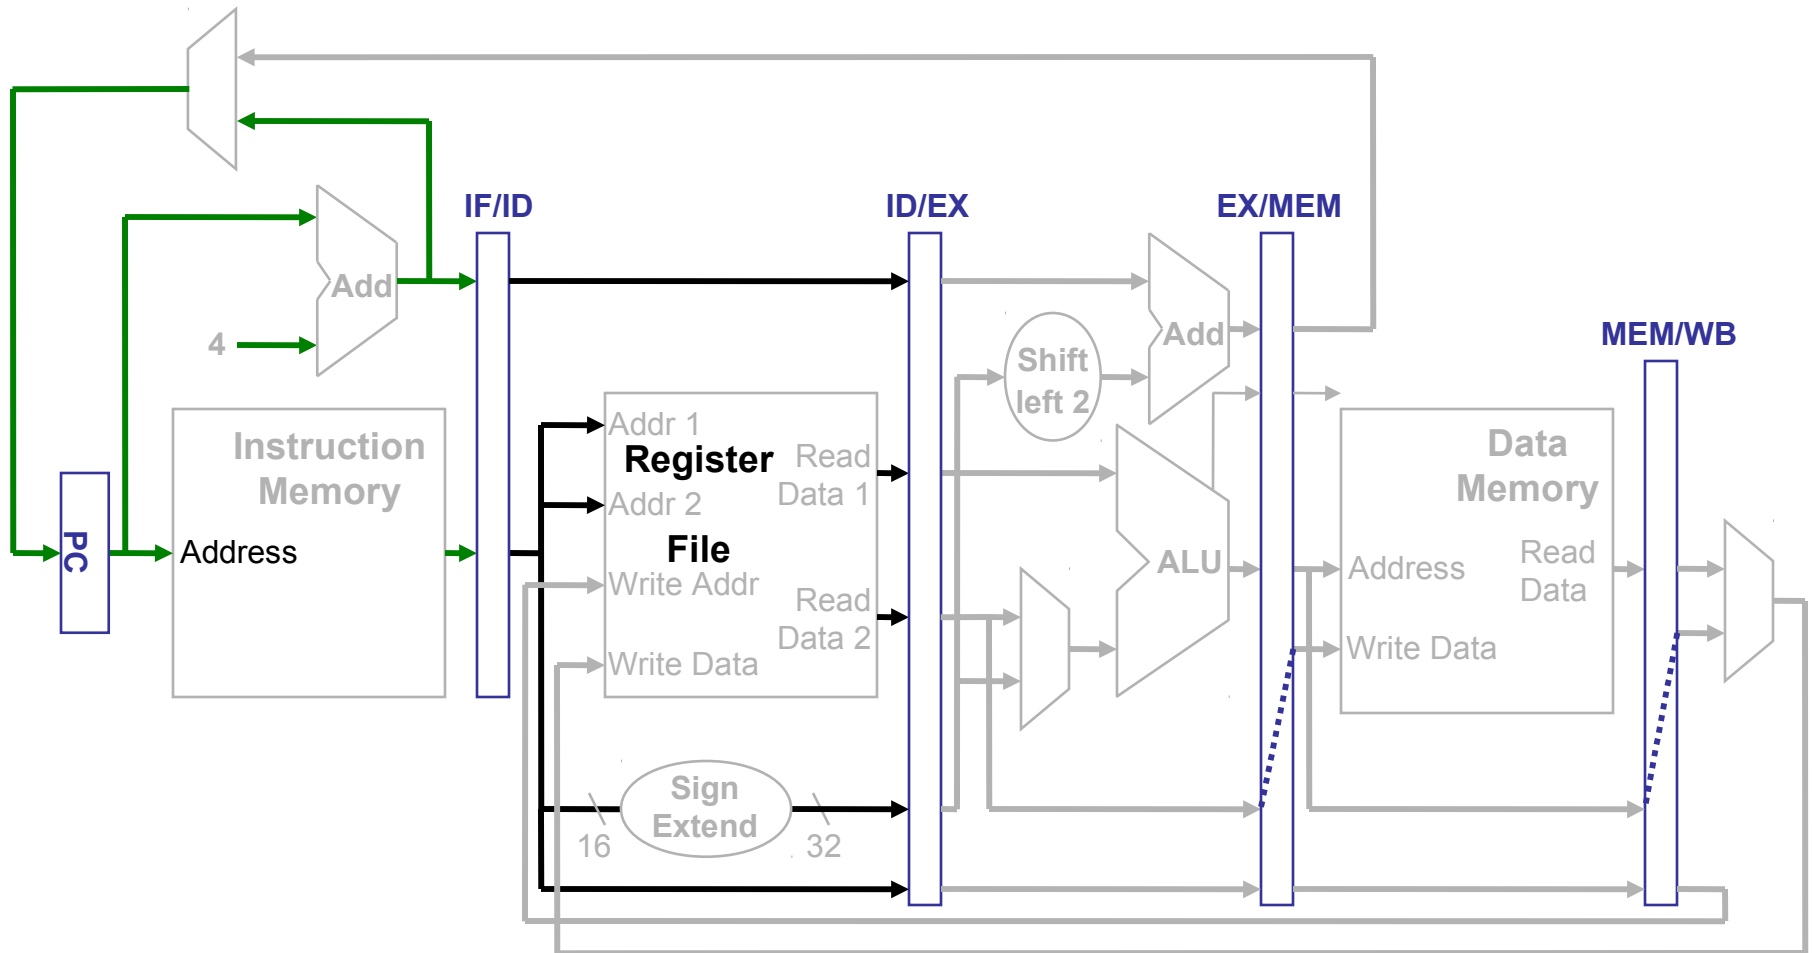 IF/ID
ID/EX
EX/MEM
MEM/WB
Add
4
Add
Shift
left 2
Instruction
Memory
Address
PC
Addr 1
Register
Read
Data 1
Addr 2
File
Write Addr
Read
Data 2
Write Data
ALU
Data
Memory
Address
Read
Data
Write Data
Sign
Extend
16
32